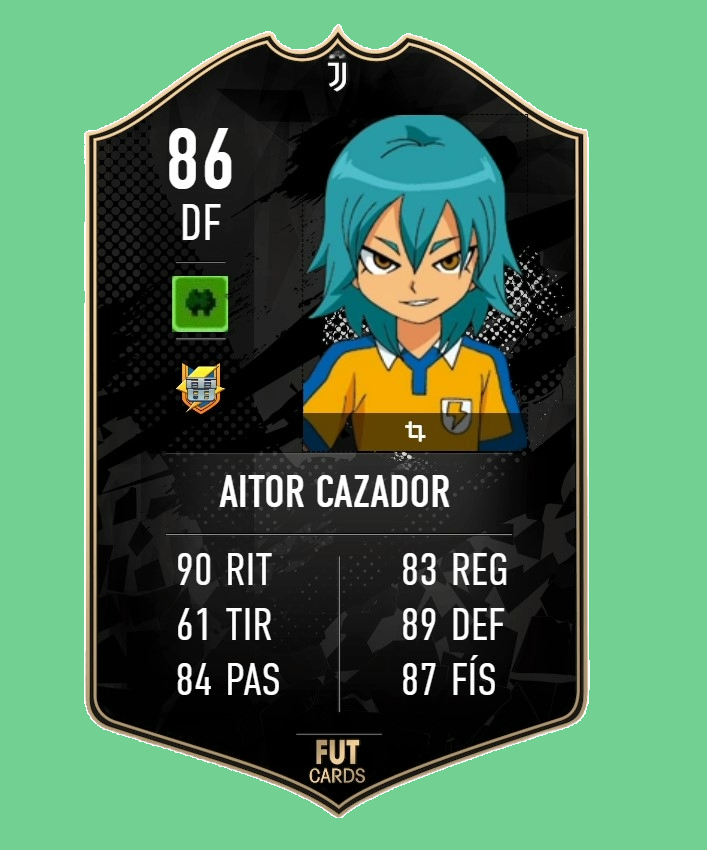 86
DF
AITOR CAZADOR
90 RIT
61 TIR
84 PAS
83 REG
89 DEF
87 FÍS
FUT
CARDS